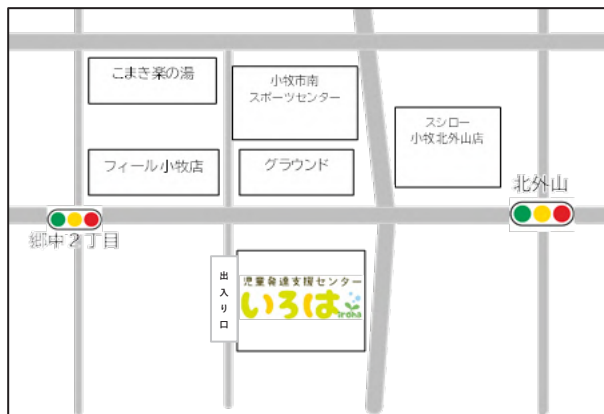 こまき楽の湯
小牧市南
スポーツセンター
スシロー
小牧北外山店
フィール小牧店
グラウンド
北外山
郷中2丁目
出入り口
児童発達支援センター
いろは
iroha